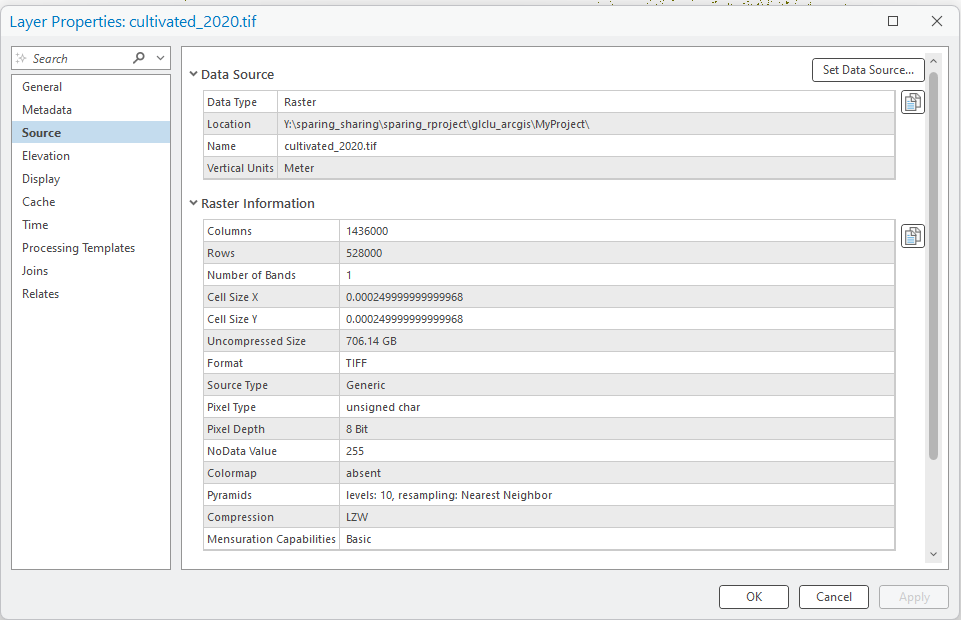 Layer Properties: cultivated_2020.tif
Search
General
Metadata
Source
Elevation
Display
Cache
Time
Processing Templates
Joins
Relates
Data Source
Set Data Source...
Data Type Raster
Location Y:\sparing_sharing\sparing_rproject\glclu_arcgis\MyProject\
Name cultivated_2020.tif
Vertical Units Meter
Raster Information
Columns 1436000
Rows 528000
Number of Bands 1
Cell Size X 0.000249999999999968
Cell Size Y 0.000249999999999968
Uncompressed Size 706.14 GB
Format TIFF
Source Type Generic
Pixel Type unsigned char
Pixel Depth 8 Bit
NoData Value 255
Colormap absent
Pyramids levels: 10, resampling: Nearest Neighbor
Compression LZW
Mensuration Capabilities Basic
OK Cancel Apply